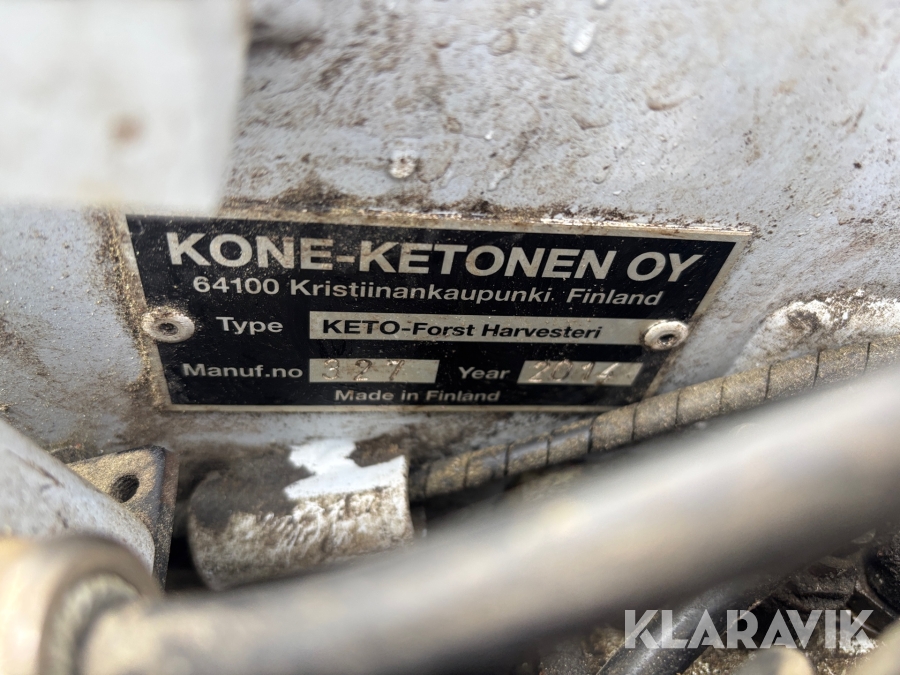 KONE-KETONEN OY
64100 Kristiinankaupunki Finland
Type KETO-Forst Harvesteri
Manuf.no 327 Year 2014
Made in Finland
KLARAVIK